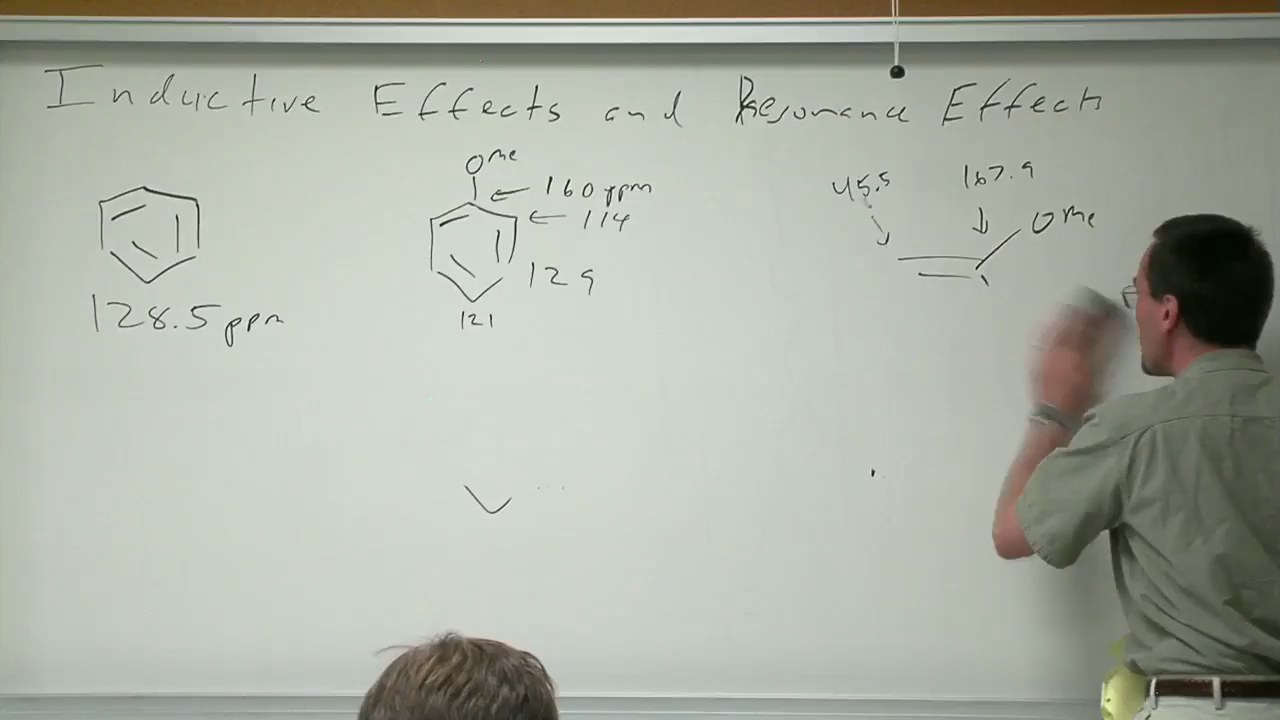 Inductive Effects and Resonance Effects
OMe
160 ppm
114
129
121
128.5 ppm
45.5
167.9
OMe